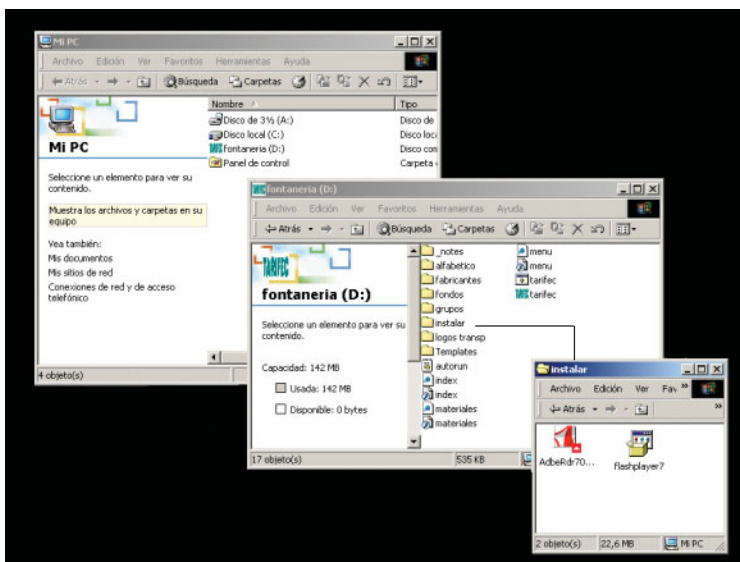 Mi PC
Archivo Edición Ver Favoritos Herramientas Ayuda
Atrás Búsqueda Carpetas
Nombre Tipo
Disco de 3½ (A:) Disco de
Disco local (C:) Disco loca
fontaneria (D:) Disco con
Panel de control Carpeta
Mi PC
Seleccione un elemento para ver su
contenido.
Muestra los archivos y carpetas en su
equipo
Vea también:
Mis documentos
Mis sitios de red
Conexiones de red y de acceso
telefónico
4 objeto(s)
fontaneria (D:)
Archivo Edición Ver Favoritos Herramientas Ayuda
Atrás Búsqueda Carpetas
TARIFEC
fontaneria (D:)
Seleccione un elemento para ver su
contenido.
Capacidad: 142 MB
Usada: 142 MB
Disponible: 0 bytes
_notes
alfabetico
fabricantes
fondos
grupos
instalar
logos transp
Templates
autorun
index
index
materiales
materiales
menu
menu
tarifec
tarifec
17 objeto(s) 535 KB
instalar
Archivo Edición Ver Fav »
Atrás »
AdbeRdr70... flashplayer7
2 objeto(s) 22,6 MB Mi PC